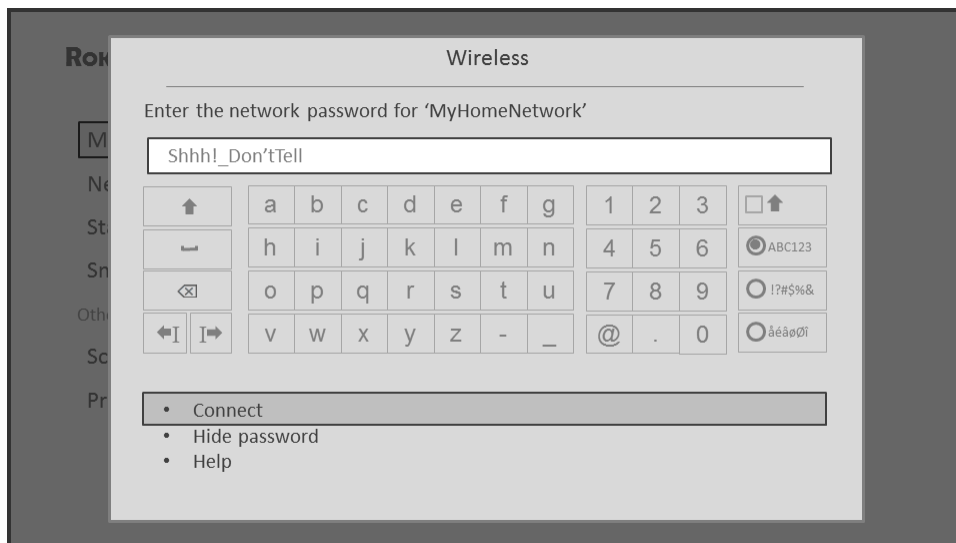 Wireless
Enter the network password for ‘MyHomeNetwork’
Shhh!_Don’tTell
a b c d e f g 1 2 3
h i j k l m n 4 5 6 ABC123
o p q r s t u 7 8 9 !?#$%&
v w x y z - _ @ . 0 åéâøØî
• Connect
• Hide password
• Help